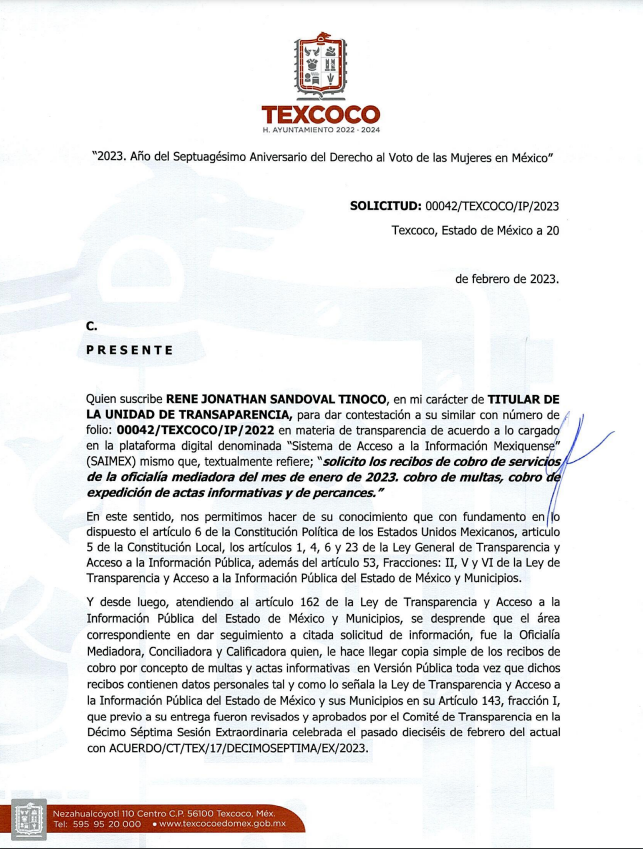 TEXCOCO
H. AYUNTAMIENTO 2022 - 2024
“2023. Año del Septuagésimo Aniversario del Derecho al Voto de las Mujeres en México”
SOLICITUD: 00042/TEXCOCO/IP/2023
Texcoco, Estado de México a 20
de febrero de 2023.
C.
P R E S E N T E
Quien suscribe RENE JONATHAN SANDOVAL TINOCO, en mi carácter de TITULAR DE
LA UNIDAD DE TRANSAPARENCIA, para dar contestación a su similar con número de
folio: 00042/TEXCOCO/IP/2022 en materia de transparencia de acuerdo a lo cargado
en la plataforma digital denominada “Sistema de Acceso a la Información Mexiquense”
(SAIMEX) mismo que, textualmente refiere; “solicito los recibos de cobro de servicios
de la oficialía mediadora del mes de enero de 2023. cobro de multas, cobro de
expedición de actas informativas y de percances.”
En este sentido, nos permitimos hacer de su conocimiento que con fundamento en lo
dispuesto el artículo 6 de la Constitución Política de los Estados Unidos Mexicanos, articulo
5 de la Constitución Local, los artículos 1, 4, 6 y 23 de la Ley General de Transparencia y
Acceso a la Información Pública, además del artículo 53, Fracciones: II, V y VI de la Ley de
Transparencia y Acceso a la Información Pública del Estado de México y Municipios.
Y desde luego, atendiendo al artículo 162 de la Ley de Transparencia y Acceso a la
Información Pública del Estado de México y Municipios, se desprende que el área
correspondiente en dar seguimiento a citada solicitud de información, fue la Oficialía
Mediadora, Conciliadora y Calificadora quien, le hace llegar copia simple de los recibos de
cobro por concepto de multas y actas informativas en Versión Pública toda vez que dichos
recibos contienen datos personales tal y como lo señala la Ley de Transparencia y Acceso a
la Información Pública del Estado de México y sus Municipios en su Artículo 143, fracción I,
que previo a su entrega fueron revisados y aprobados por el Comité de Transparencia en la
Décimo Séptima Sesión Extraordinaria celebrada el pasado dieciséis de febrero del actual
con ACUERDO/CT/TEX/17/DECIMOSEPTIMA/EX/2023.
Nezahualcóyotl 110 Centro C.P. 56100 Texcoco, Méx.
Tel: 595 95 20 000 • www.texcocoedomex.gob.mx